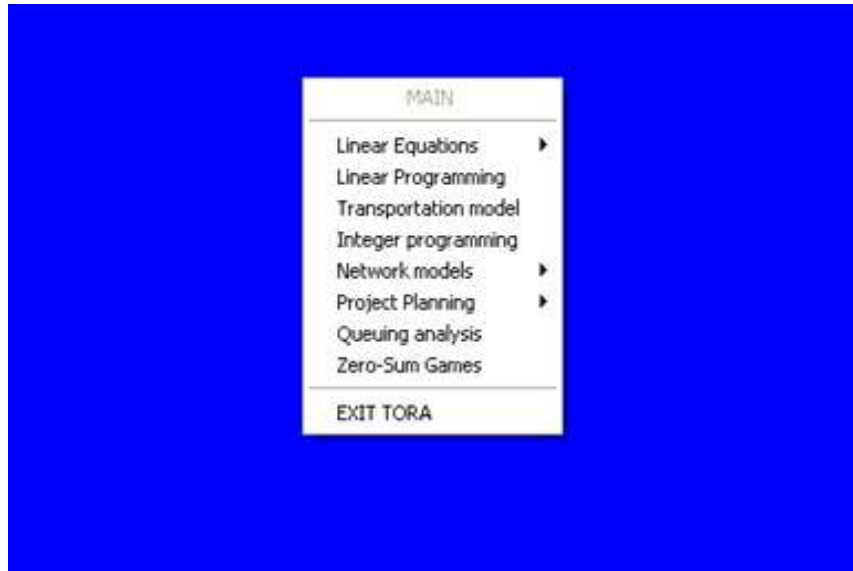 MAIN
Linear Equations
Linear Programming
Transportation model
Integer programming
Network models
Project Planning
Queuing analysis
Zero-Sum Games
EXIT TORA